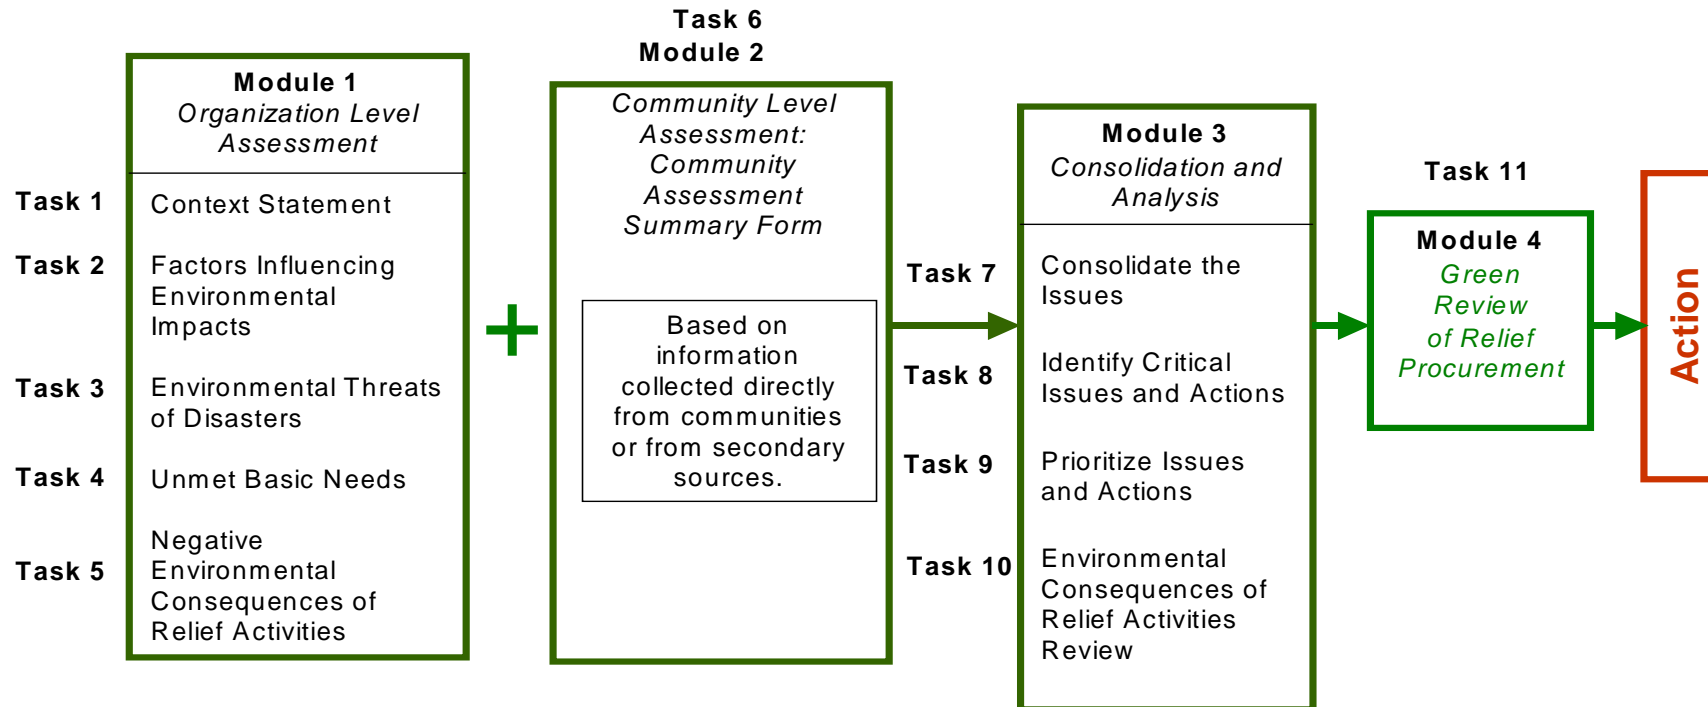 Module 1
Organization Level
Assessment
Task 1
Context Statement
Task 2
Factors Influencing
Environmental
Impacts
Task 3
Environmental Threats
of Disasters
Task 4
Unmet Basic Needs
Task 5
Negative
Environmental
Consequences of
Relief Activities
+
Task 6
Module 2
Community Level
Assessment:
Community
Assessment
Summary Form
Based on
information
collected directly
from communities
or from secondary
sources.
Module 3
Consolidation and
Analysis
Task 7
Consolidate the
Issues
Task 8
Identify Critical
Issues and Actions
Task 9
Prioritize Issues
and Actions
Task 10
Environmental
Consequences of
Relief Activities
Review
Task 11
Module 4
Green
Review
of Relief
Procurement
Action